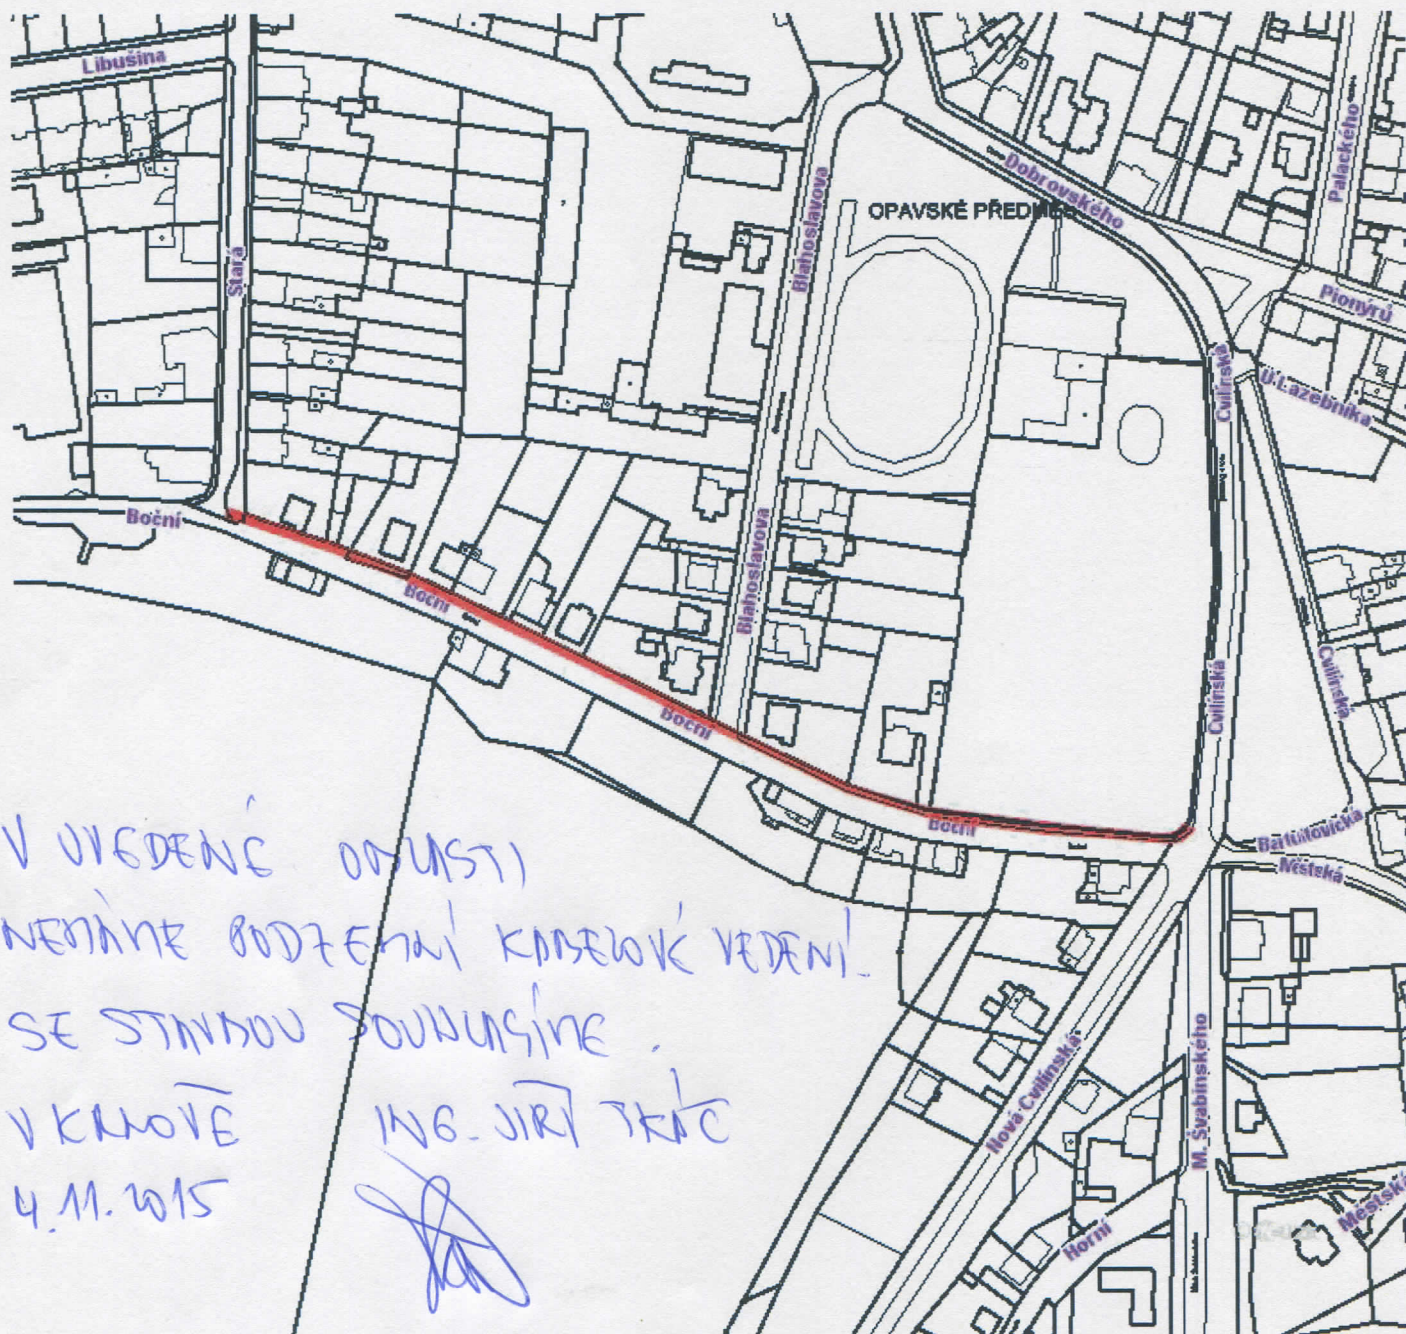 Libušina
Stará
Blahoslavova
Dobrovského
Palackého
OPAVSKÉ PŘEDMĚS
Pionýrů
Cvilínská
U Lazebníka
Boční
Boční
Blahoslavova
Boční
Cvilínská
Cvilínská
Boční
Bartultovická
Městská
V UVEDENÉ OBLASTI
NEMÁME PODZEMNÍ KABELOVÉ VEDENÍ.
SE STAVBOU SOUHLASÍME.
V KRNOVĚ ING. JIŘÍ TKÁČ
4.11.2015
Nová Cvilínská
M. Švabinského
Horní
Městská